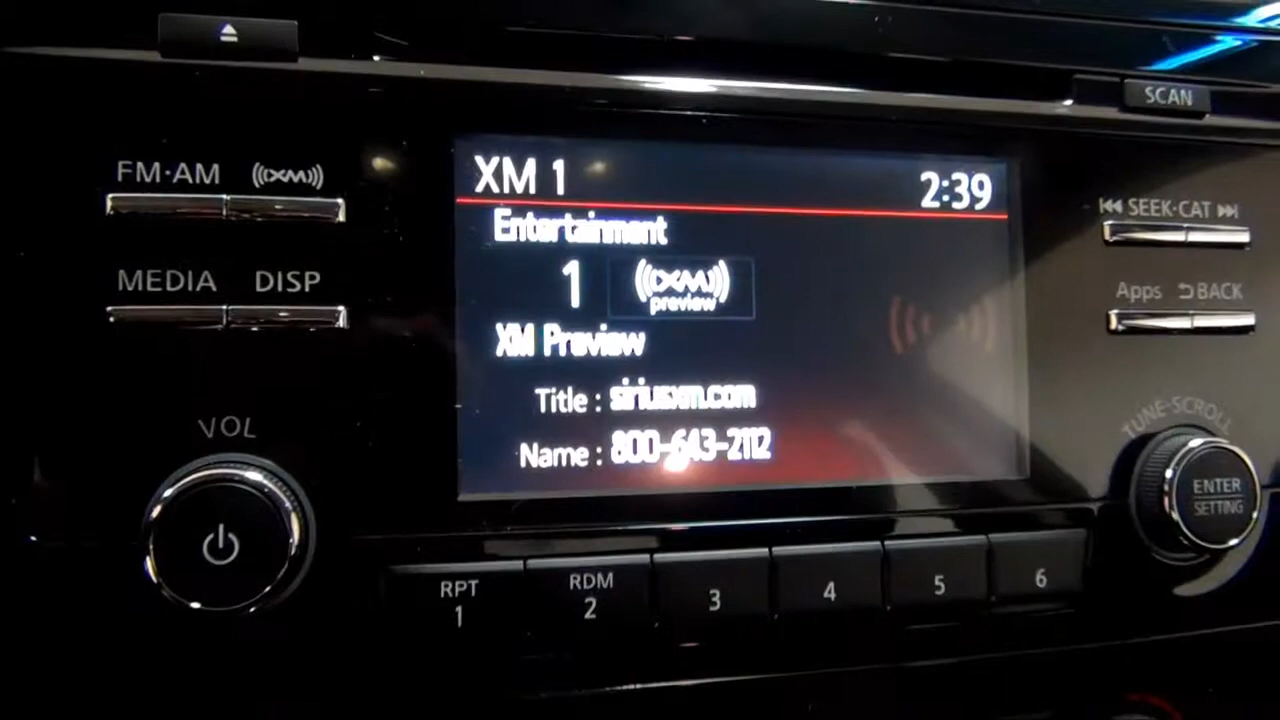 SCAN
FM·AM XM
XM 1 2:39
SEEK·CAT
Entertainment
MEDIA DISP
1 XM
preview
Apps BACK
XM Preview
Title : siriusxm.com
Name : 800-643-2112
VOL
TUNE·SCROLL
ENTER
SETTING
RPT
1
RDM
2
3
4
5
6